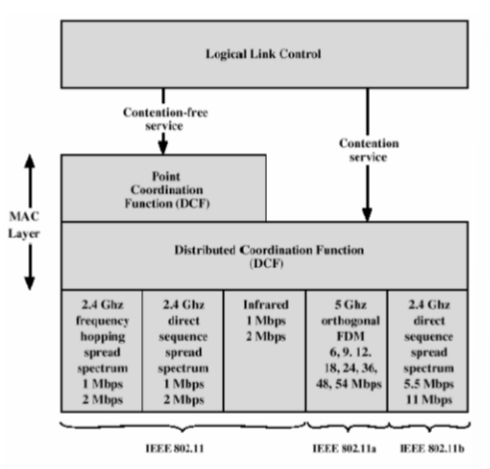 Logical Link Control
Contention-free
service
Contention
service
Point
Coordination
Function (DCF)
MAC
Layer
Distributed Coordination Function
(DCF)
2.4 Ghz
frequency
hopping
spread
spectrum
1 Mbps
2 Mbps
2.4 Ghz
direct
sequence
spread
spectrum
1 Mbps
2 Mbps
Infrared
1 Mbps
2 Mbps
5 Ghz
orthogonal
FDM
6, 9. 12.
18, 24, 36,
48, 54 Mbps
2.4 Ghz
direct
sequence
spread
spectrum
5.5 Mbps
11 Mbps
IEEE 802.11
IEEE 802.11a
IEEE 802.11b